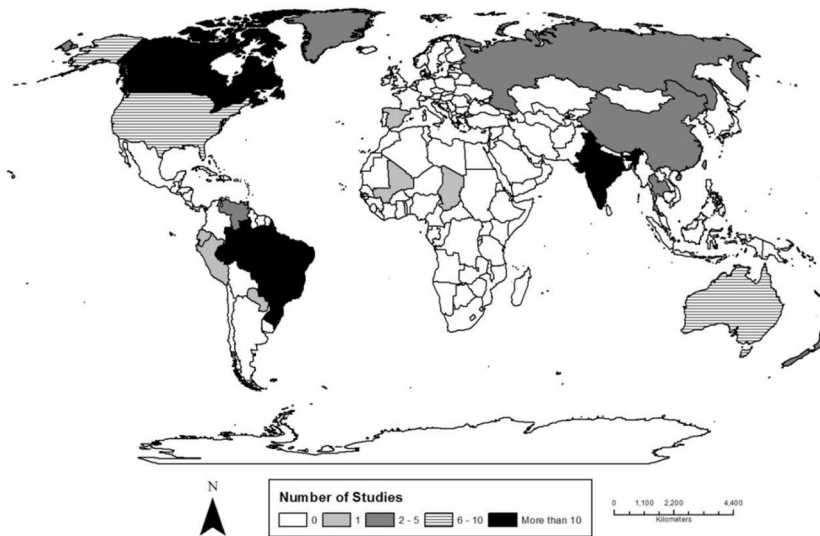 N
Number of Studies
0 1 2 - 5 6 - 10 More than 10
0 1,100 2,200 4,400
Kilometers